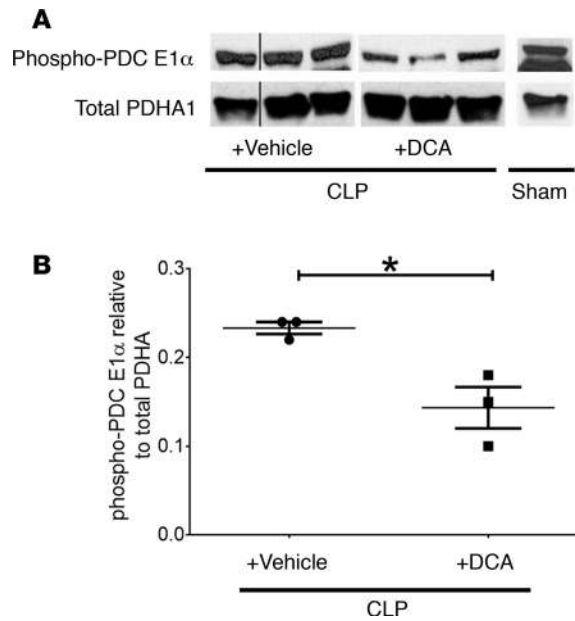 A
Phospho-PDC E1α
Total PDHA1
+Vehicle +DCA
CLP Sham
B
phospho-PDC E1α relative
to total PDHA
0.3
0.2
0.1
0.0
*
+Vehicle +DCA
CLP